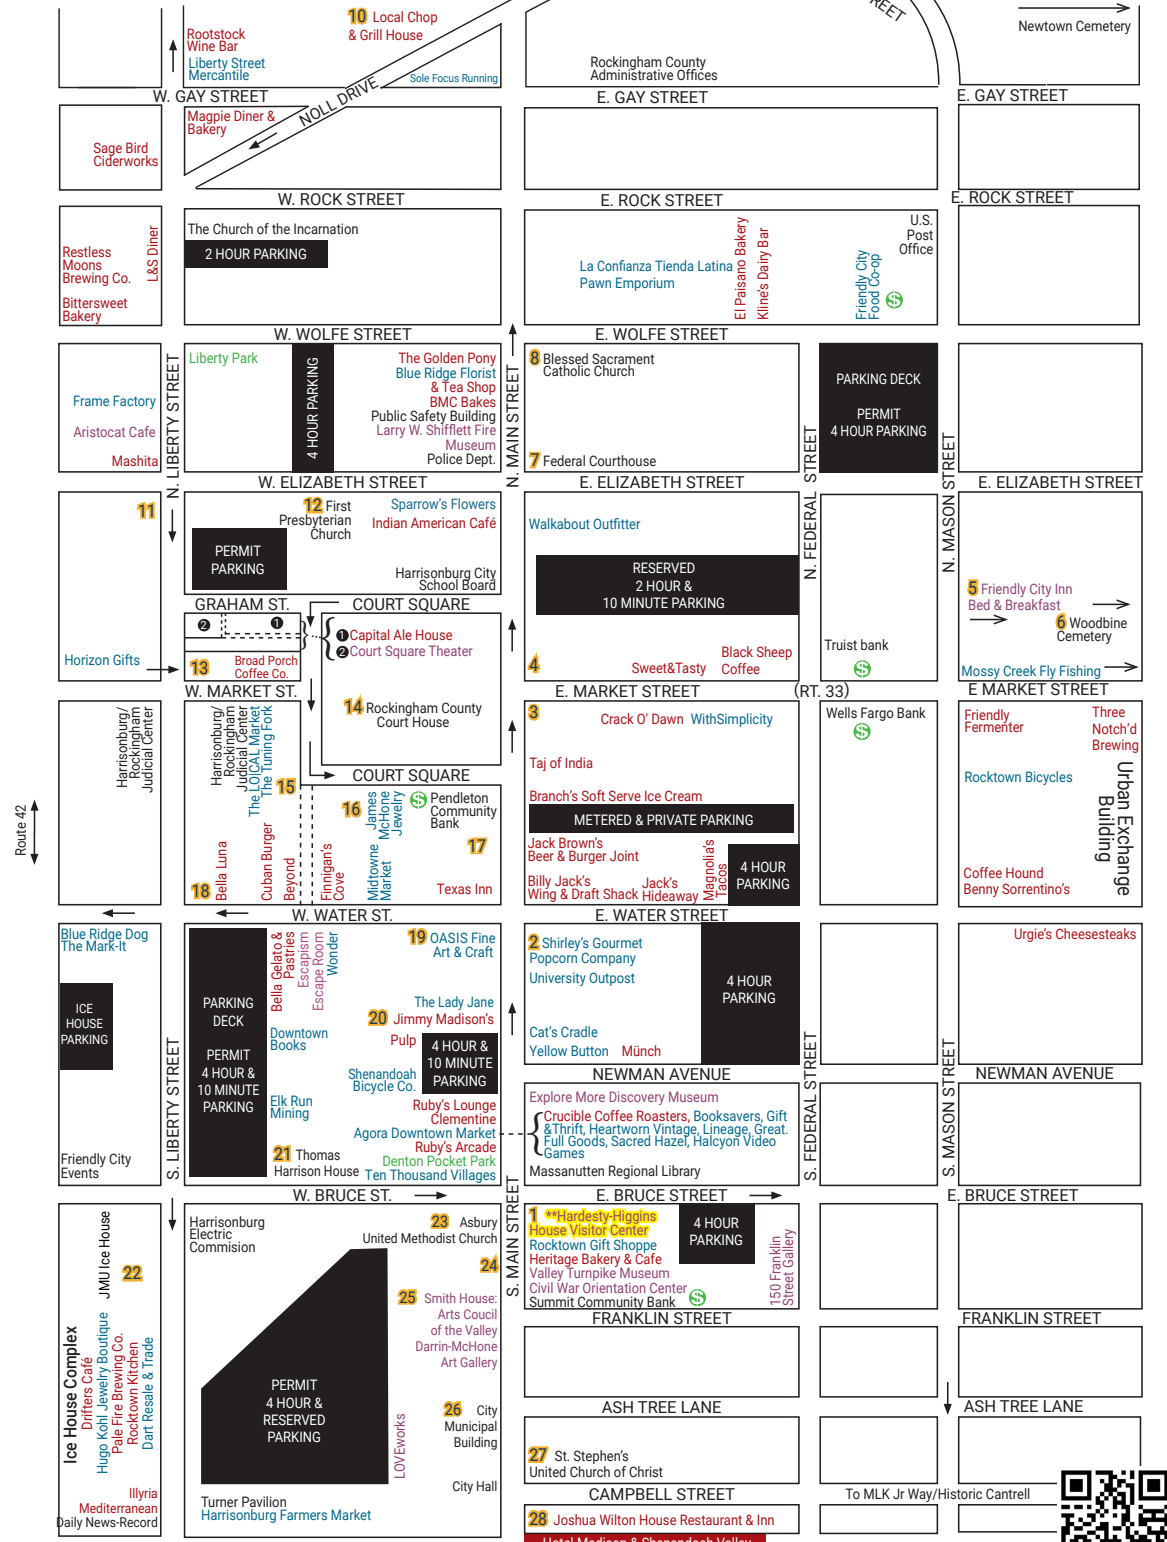 10 Local Chop
& Grill House
REET
Newtown Cemetery
Rootstock
Wine Bar
Liberty Street
Mercantile
Sole Focus Running
Rockingham County
Administrative Offices
W. GAY STREET
NOLL DRIVE
E. GAY STREET
E. GAY STREET
Magpie Diner &
Bakery
Sage Bird
Ciderworks
W. ROCK STREET
E. ROCK STREET
E. ROCK STREET
Restless
Moons
Brewing Co.
Bittersweet
Bakery
L&S Diner
The Church of the Incarnation
2 HOUR PARKING
La Confianza Tienda Latina
Pawn Emporium
El Paisano Bakery
Kline's Dairy Bar
Friendly City
Food Co-op
U.S.
Post
Office
$
W. WOLFE STREET
E. WOLFE STREET
Frame Factory
Aristocat Cafe
Mashita
N. LIBERTY STREET
Liberty Park
4 HOUR PARKING
The Golden Pony
Blue Ridge Florist
& Tea Shop
BMC Bakes
Public Safety Building
Larry W. Shifflett Fire
Museum
Police Dept.
N. MAIN STREET
8 Blessed Sacrament
Catholic Church
7 Federal Courthouse
PARKING DECK
PERMIT
4 HOUR PARKING
N. FEDERAL STREET
N. MASON STREET
W. ELIZABETH STREET
E. ELIZABETH STREET
E. ELIZABETH STREET
11
12 First
Presbyterian
Church
Sparrow's Flowers
Indian American Café
PERMIT
PARKING
Harrisonburg City
School Board
Walkabout Outfitter
RESERVED
2 HOUR &
10 MINUTE PARKING
5 Friendly City Inn
Bed & Breakfast
6 Woodbine
Cemetery
Mossy Creek Fly Fishing
GRAHAM ST.
COURT SQUARE
2
1
1 Capital Ale House
2 Court Square Theater
Horizon Gifts
13
Broad Porch
Coffee Co.
4
Sweet&Tasty
Black Sheep
Coffee
Truist bank
$
W. MARKET ST.
E. MARKET STREET
(RT. 33)
E MARKET STREET
14 Rockingham County
Court House
Harrisonburg/
Rockingham
Judicial Center
Harrisonburg/
Rockingham
Judicial Center
The LOICAL Market
The Tuning Fork
15
COURT SQUARE
3
Crack O' Dawn
WithSimplicity
Taj of India
Branch's Soft Serve Ice Cream
METERED & PRIVATE PARKING
Wells Fargo Bank
$
Friendly
Fermenter
Three
Notch'd
Brewing
Rocktown Bicycles
Urban Exchange
Building
Coffee Hound
Benny Sorrentino's
Route 42
16
James
McHone
Jewelry
$ Pendleton
Community
Bank
17
18
Bella Luna
Cuban Burger
Beyond
Finnigan's
Cove
Midtowne
Market
Texas Inn
Jack Brown's
Beer & Burger Joint
Billy Jack's
Wing & Draft Shack
Jack's
Hideaway
Magnolia's
Tacos
4 HOUR
PARKING
W. WATER ST.
E. WATER STREET
Blue Ridge Dog
The Mark-It
ICE
HOUSE
PARKING
Friendly City
Events
S. LIBERTY STREET
PARKING
DECK
PERMIT
4 HOUR &
10 MINUTE
PARKING
Bella Gelato &
Pastries
Escapism
Escape Room
Wonder
19 OASIS Fine
Art & Craft
The Lady Jane
20 Jimmy Madison's
Pulp
4 HOUR &
10 MINUTE
PARKING
Downtown
Books
Shenandoah
Bicycle Co.
Elk Run
Mining
Ruby's Lounge
Clementine
Agora Downtown Market
Ruby's Arcade
Denton Pocket Park
Ten Thousand Villages
21 Thomas
Harrison House
2 Shirley's Gourmet
Popcorn Company
University Outpost
Cat's Cradle
Yellow Button
Münch
4 HOUR
PARKING
Urgie's Cheesesteaks
NEWMAN AVENUE
NEWMAN AVENUE
Explore More Discovery Museum
Crucible Coffee Roasters, Booksavers, Gift
&Thrift, Heartworn Vintage, Lineage, Great.
Full Goods, Sacred Hazel, Halcyon Video
Games
Massanutten Regional Library
S. FEDERAL STREET
S. MASON STREET
S. MAIN STREET
W. BRUCE ST.
E. BRUCE STREET
E. BRUCE STREET
JMU Ice House
22
Ice House Complex
Drifters Café
Hugo Kohl Jewelry Boutique
Pale Fire Brewing Co.
Rocktown Kitchen
Dart Resale & Trade
Illyria
Mediterranean
Daily News-Record
Harrisonburg
Electric
Commision
23 Asbury
United Methodist Church
24
25 Smith House:
Arts Coucil
of the Valley
Darrin-McHone
Art Gallery
PERMIT
4 HOUR &
RESERVED
PARKING
LOVEworks
26 City
Municipal
Building
City Hall
Turner Pavilion
Harrisonburg Farmers Market
1 **Hardesty-Higgins
House Visitor Center
Rocktown Gift Shoppe
Heritage Bakery & Cafe
Valley Turnpike Museum
Civil War Orientation Center
Summit Community Bank $
4 HOUR
PARKING
150 Franklin
Street Gallery
FRANKLIN STREET
FRANKLIN STREET
ASH TREE LANE
ASH TREE LANE
27 St. Stephen's
United Church of Christ
CAMPBELL STREET
To MLK Jr Way/Historic Cantrell
28 Joshua Wilton House Restaurant & Inn
Hotel Madison & Shenandoah Valley